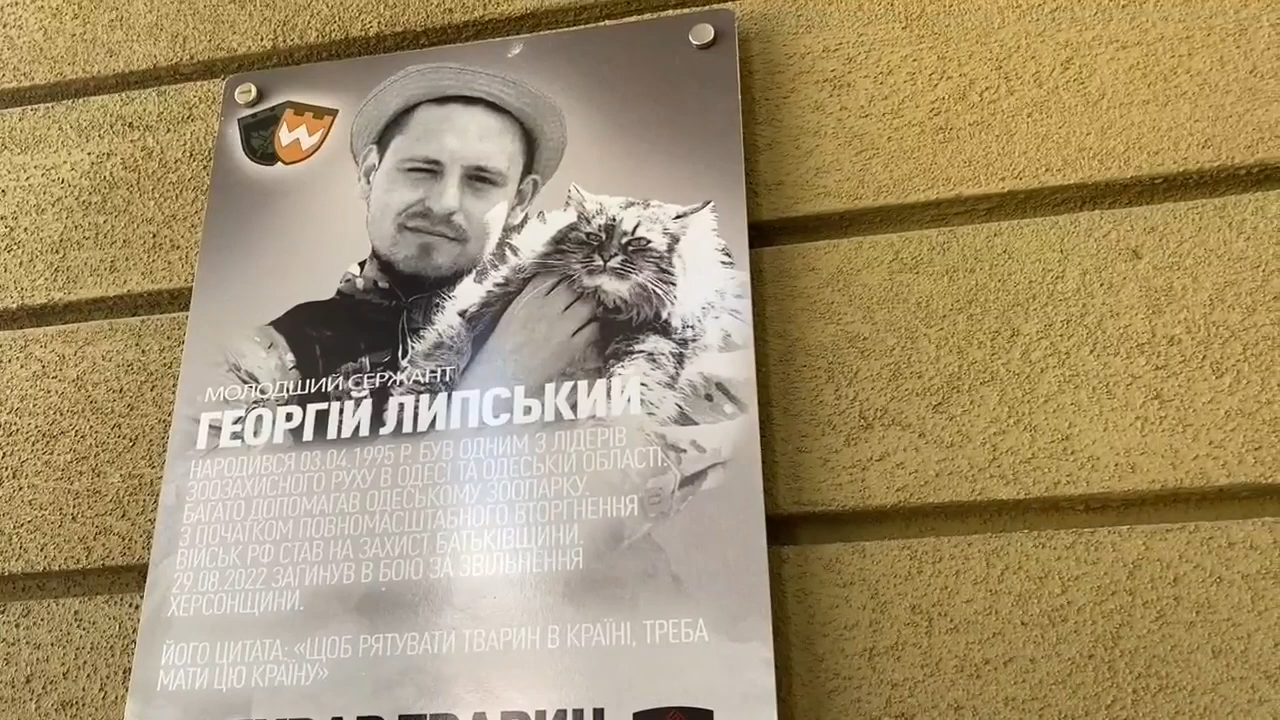 МОЛОДШИЙ СЕРЖАНТ
ГЕОРГІЙ ЛИПСЬКИЙ
НАРОДИВСЯ 03.04.1995 Р. БУВ ОДНИМ З ЛІДЕРІВ
ЗООЗАХИСНОГО РУХУ В ОДЕСІ ТА ОДЕСЬКІЙ ОБЛАСТІ.
БАГАТО ДОПОМАГАВ ОДЕСЬКОМУ ЗООПАРКУ.
З ПОЧАТКОМ ПОВНОМАСШТАБНОГО ВТОРГНЕННЯ
ВІЙСЬК РФ СТАВ НА ЗАХИСТ БАТЬКІВЩИНИ.
29.08.2022 ЗАГИНУВ В БОЮ ЗА ЗВІЛЬНЕННЯ
ХЕРСОНЩИНИ.
ЙОГО ЦИТАТА: «ЩОБ РЯТУВАТИ ТВАРИН В КРАЇНІ, ТРЕБА
МАТИ ЦЮ КРАЇНУ»
ТВАРИН